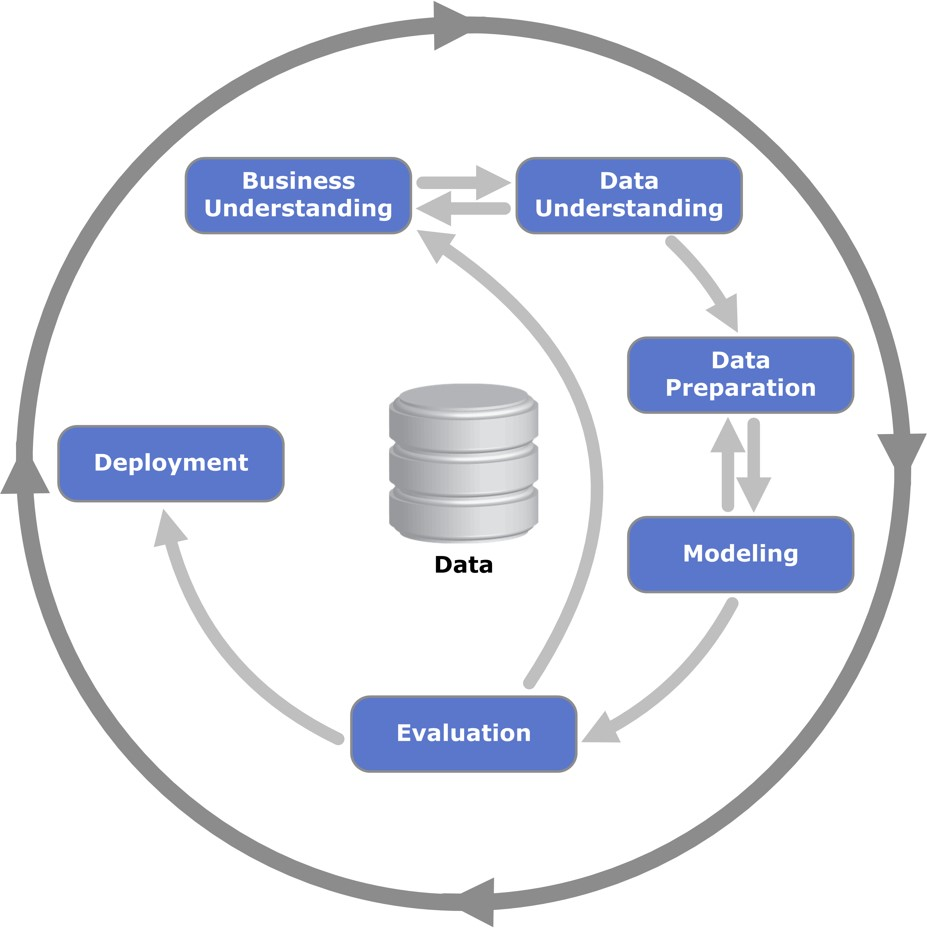 Business
Understanding
Data
Understanding
Data
Preparation
Deployment
Modeling
Data
Evaluation